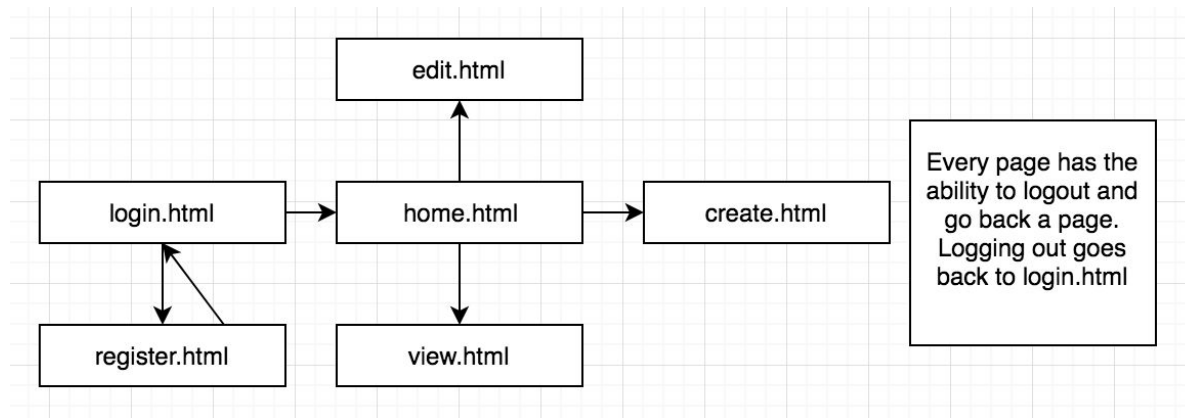 edit.html
login.html
home.html
create.html
register.html
view.html
Every page has the
ability to logout and
go back a page.
Logging out goes
back to login.html